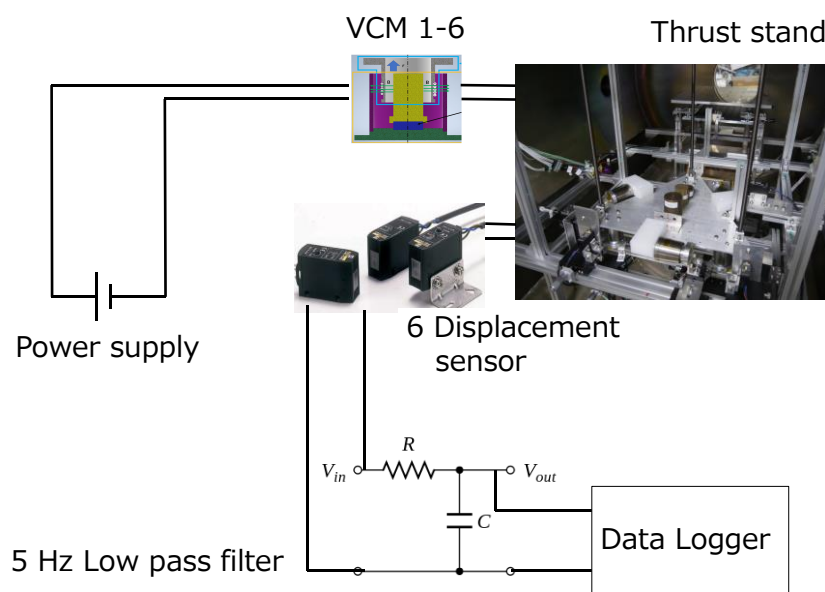 VCM 1-6
Thrust stand
Power supply
6 Displacement
sensor
R
V_in
V_out
C
5 Hz Low pass filter
Data Logger